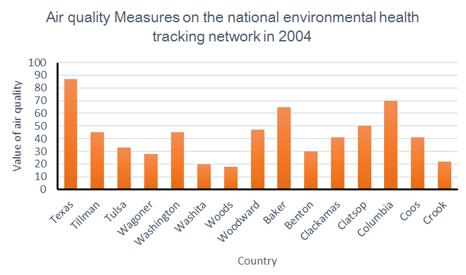 Air quality Measures on the national environmental health
tracking network in 2004
Value of air quality
100
90
80
70
60
50
40
30
20
10
0
Texas
Tillman
Tulsa
Wagoner
Washington
Washita
Woods
Woodward
Baker
Benton
Clackamas
Clatsop
Columbia
Coos
Crook
Country